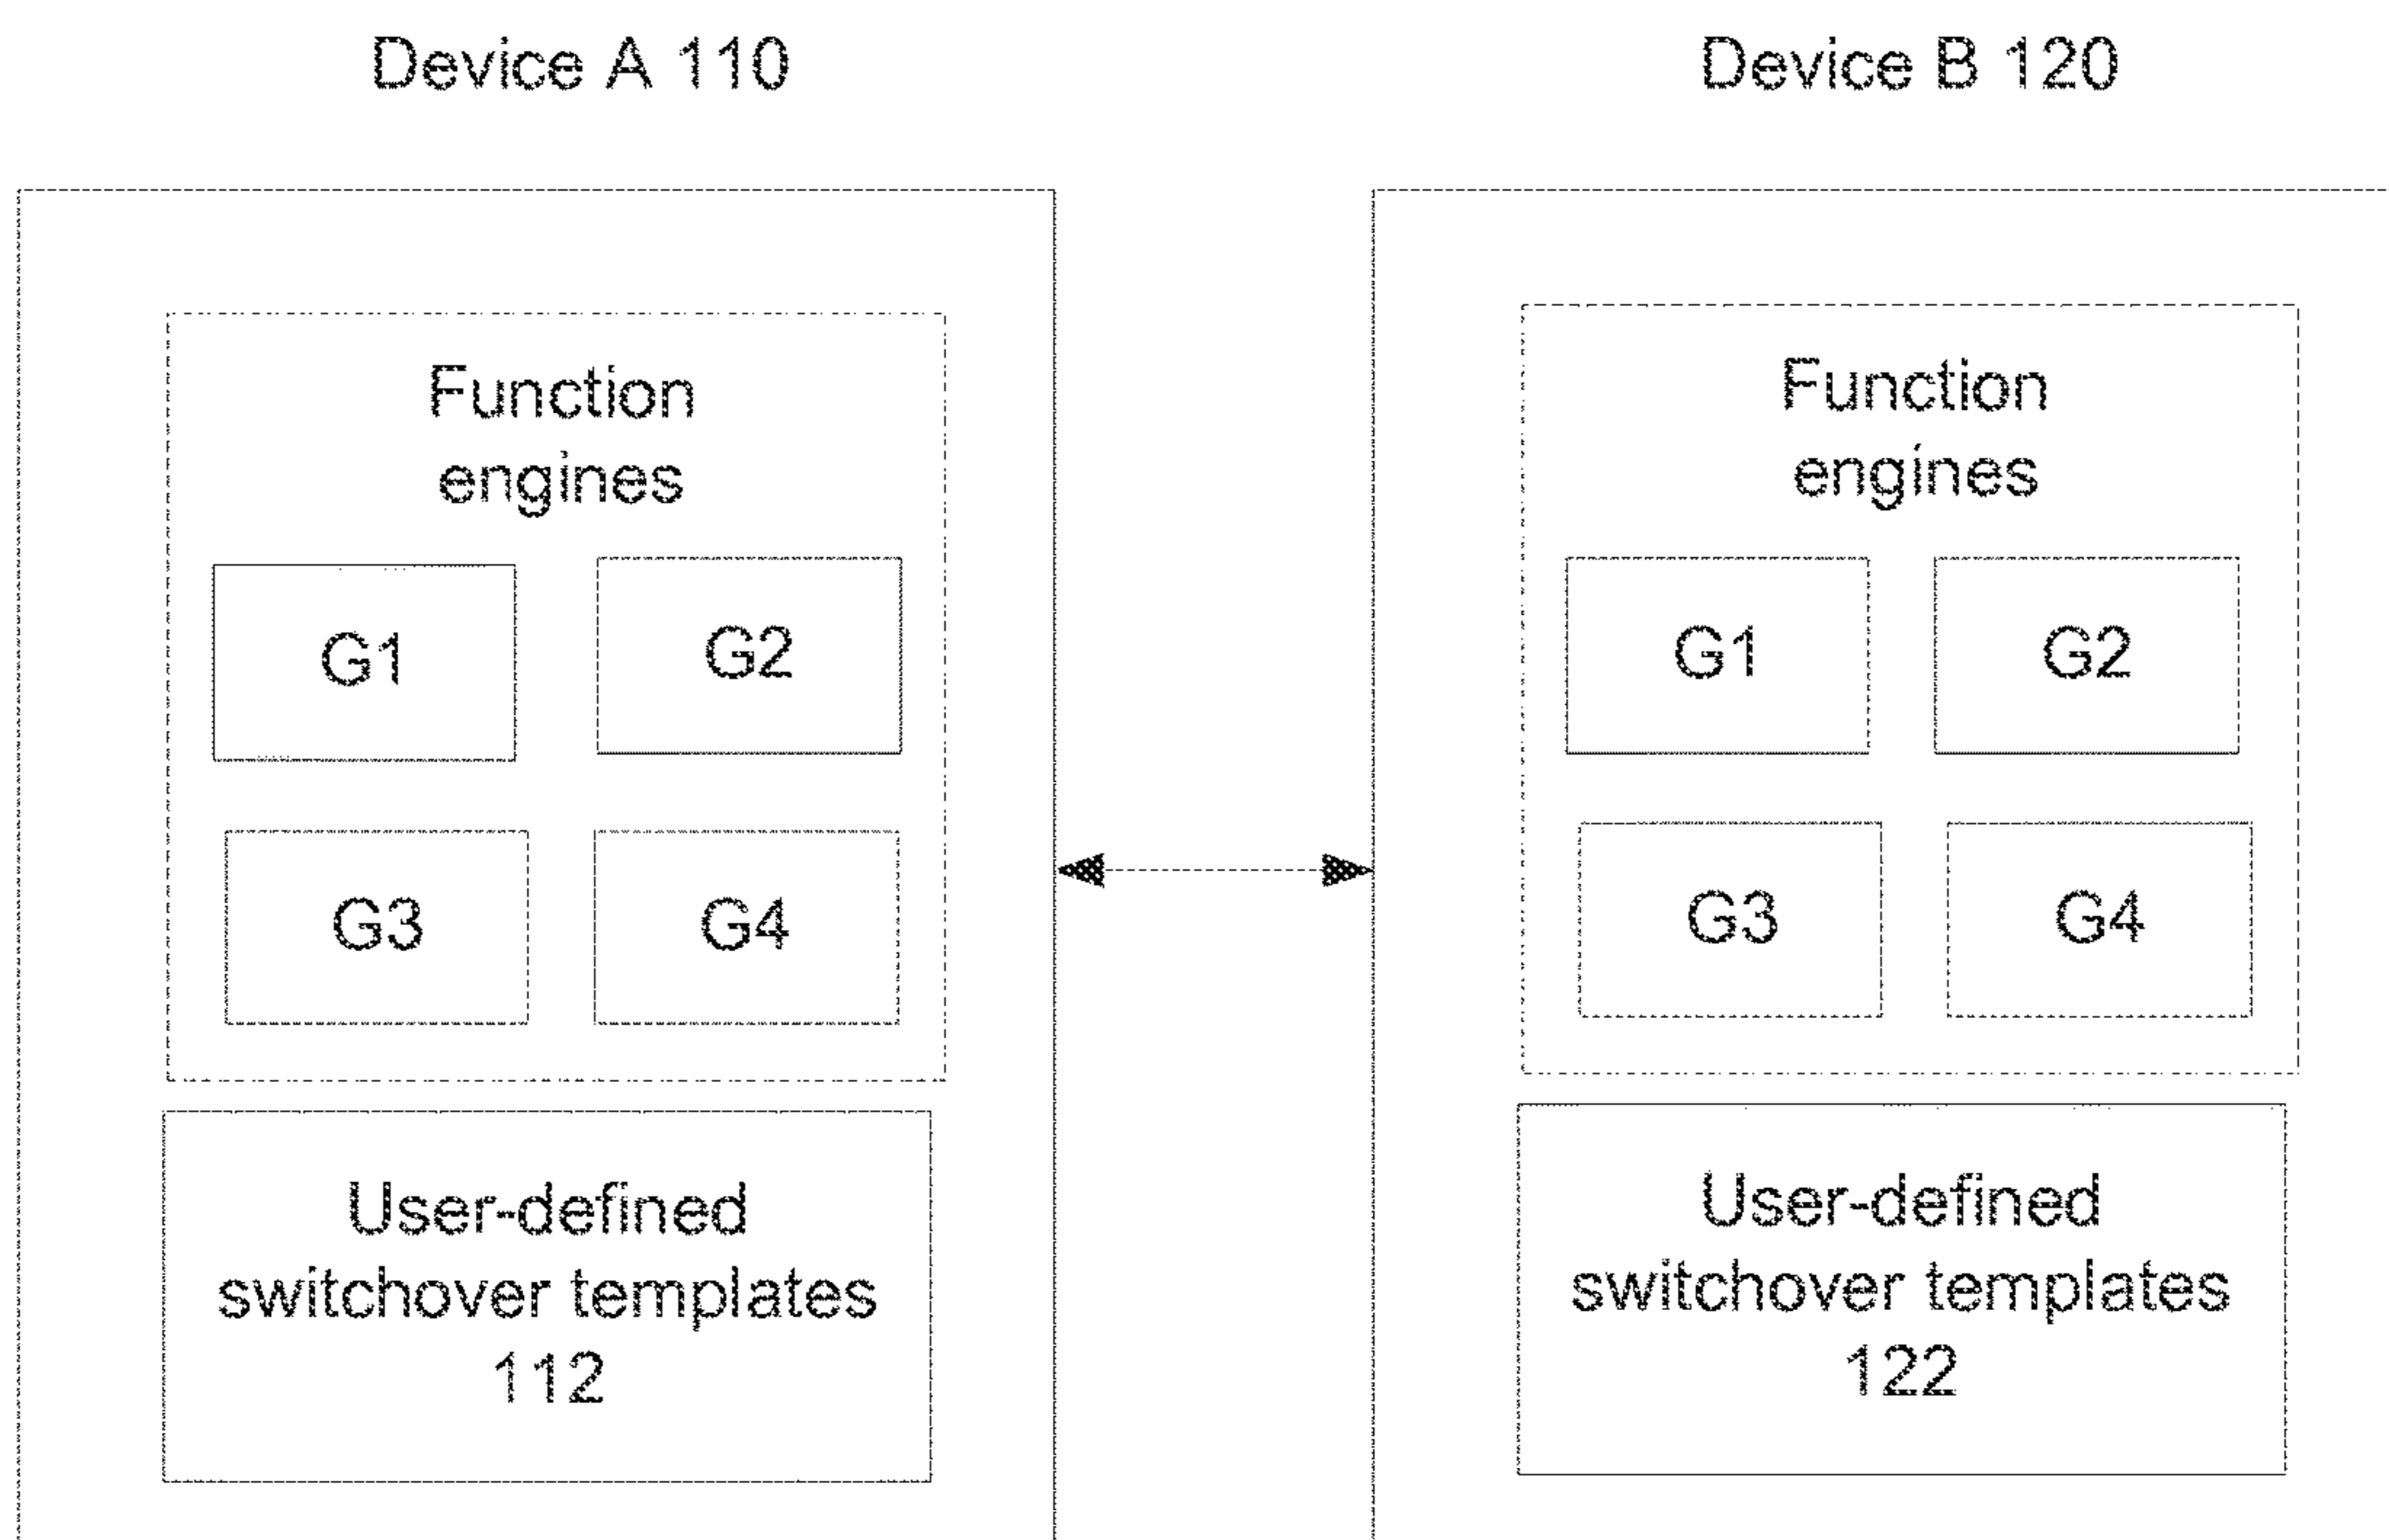 Device A 110
Device B 120
Function
engines
G1
G2
G3
G4
User-defined
switchover templates
112
Function
engines
G1
G2
G3
G4
User-defined
switchover templates
122